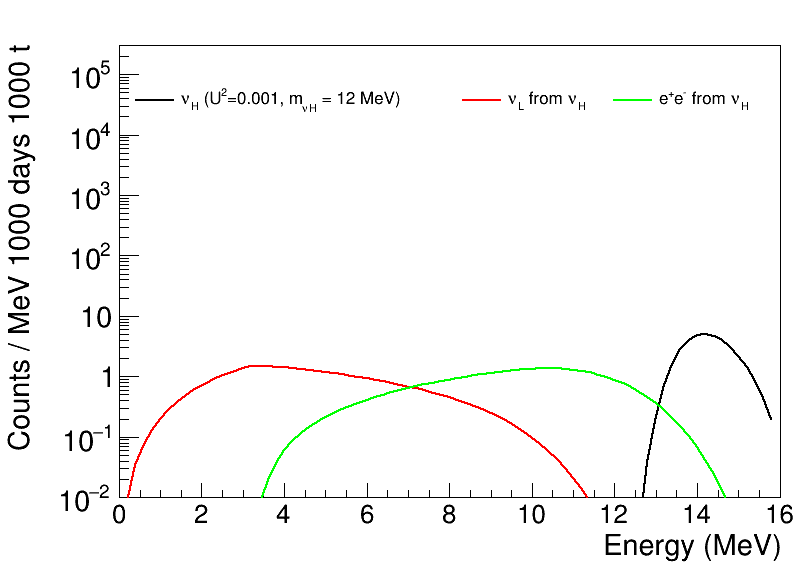 Counts / MeV 1000 days 1000 t
10⁵
10⁴
10³
10²
10
1
10⁻¹
10⁻²
ν_H (U²=0.001, m_νH = 12 MeV) ν_L from ν_H e⁺e⁻ from ν_H
0 2 4 6 8 10 12 14 16
Energy (MeV)